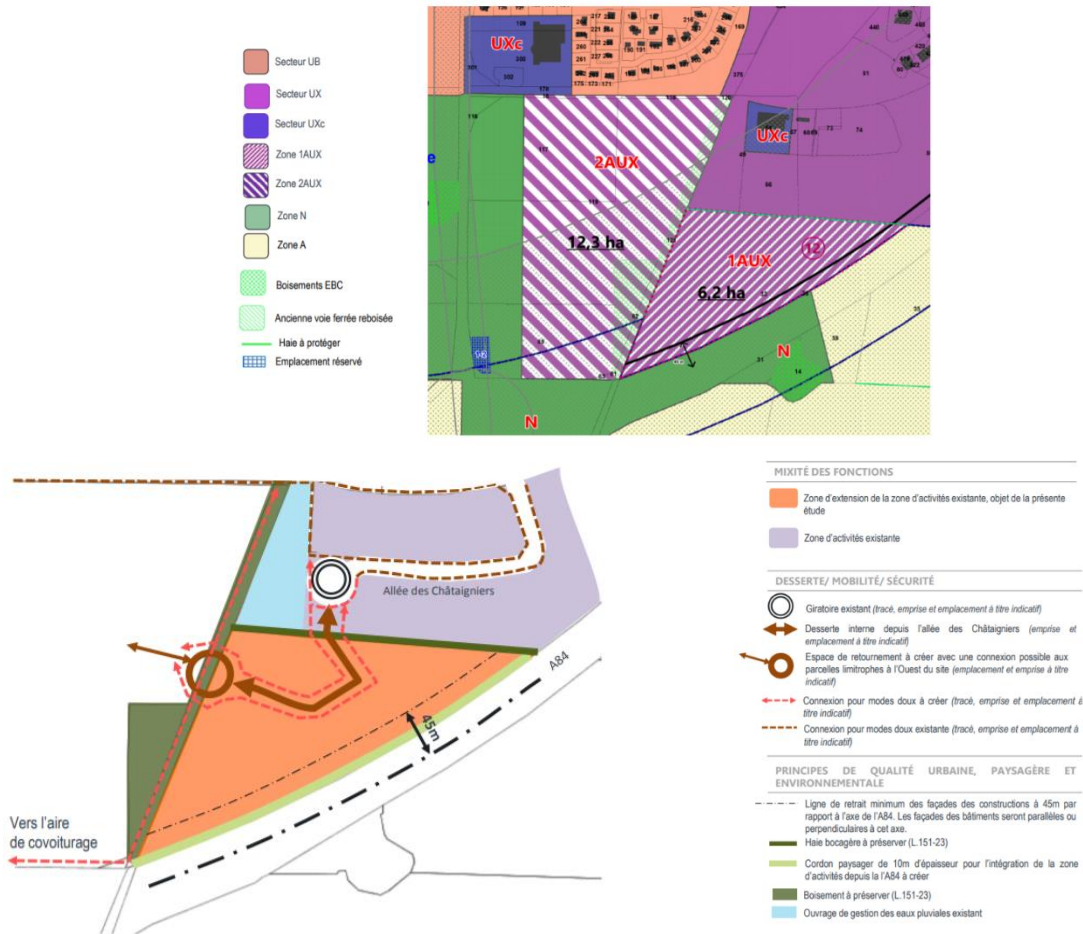 Secteur UB
Secteur UX
Secteur UXc
Zone 1AUX
Zone 2AUX
Zone N
Zone A
Boisements EBC
Ancienne voie ferrée reboisée
Haie à protéger
Emplacement réservé
UXc
UXc
2AUX
12,3 ha
1AUX
12
6,2 ha
N
N
Allée des Châtaigniers
A84
45m
Vers l'aire
de covoiturage
MIXITÉ DES FONCTIONS
Zone d'extension de la zone d'activités existante, objet de la présente
étude
Zone d'activités existante
DESSERTE/ MOBILITÉ/ SÉCURITÉ
Giratoire existant (tracé, emprise et emplacement à titre indicatif)
Desserte interne depuis l'allée des Châtaigniers (emprise et
emplacement à titre indicatif)
Espace de retournement à créer avec une connexion possible aux
parcelles limitrophes à l'Ouest du site (emplacement et emprise à titre
indicatif)
Connexion pour modes doux à créer (tracé, emprise et emplacement à
titre indicatif)
Connexion pour modes doux existante (tracé, emprise et emplacement à
titre indicatif)
PRINCIPES DE QUALITÉ URBAINE, PAYSAGÈRE ET
ENVIRONNEMENTALE
Ligne de retrait minimum des façades des constructions à 45m par
rapport à l'axe de l'A84. Les façades des bâtiments seront parallèles ou
perpendiculaires à cet axe.
Haie bocagère à préserver (L.151-23)
Cordon paysager de 10m d'épaisseur pour l'intégration de la zone
d'activités depuis la l'A84 à créer
Boisement à préserver (L.151-23)
Ouvrage de gestion des eaux pluviales existant